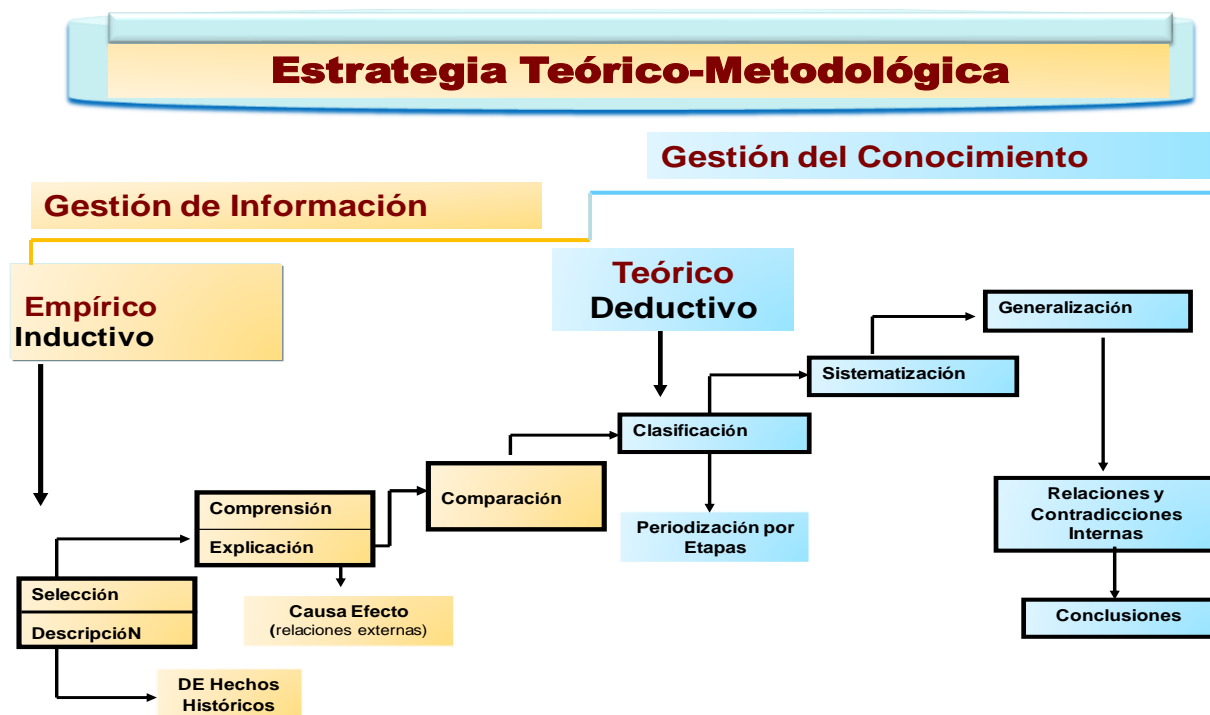 Estrategia Teórico-Metodológica
Gestión del Conocimiento
Gestión de Información
Empírico
Inductivo
Teórico
Deductivo
Generalización
Sistematización
Clasificación
Comparación
Comprensión
Explicación
Selección
DescripcióN
Periodización por
Etapas
Relaciones y
Contradicciones
Internas
Causa Efecto
(relaciones externas)
Conclusiones
DE Hechos
Históricos